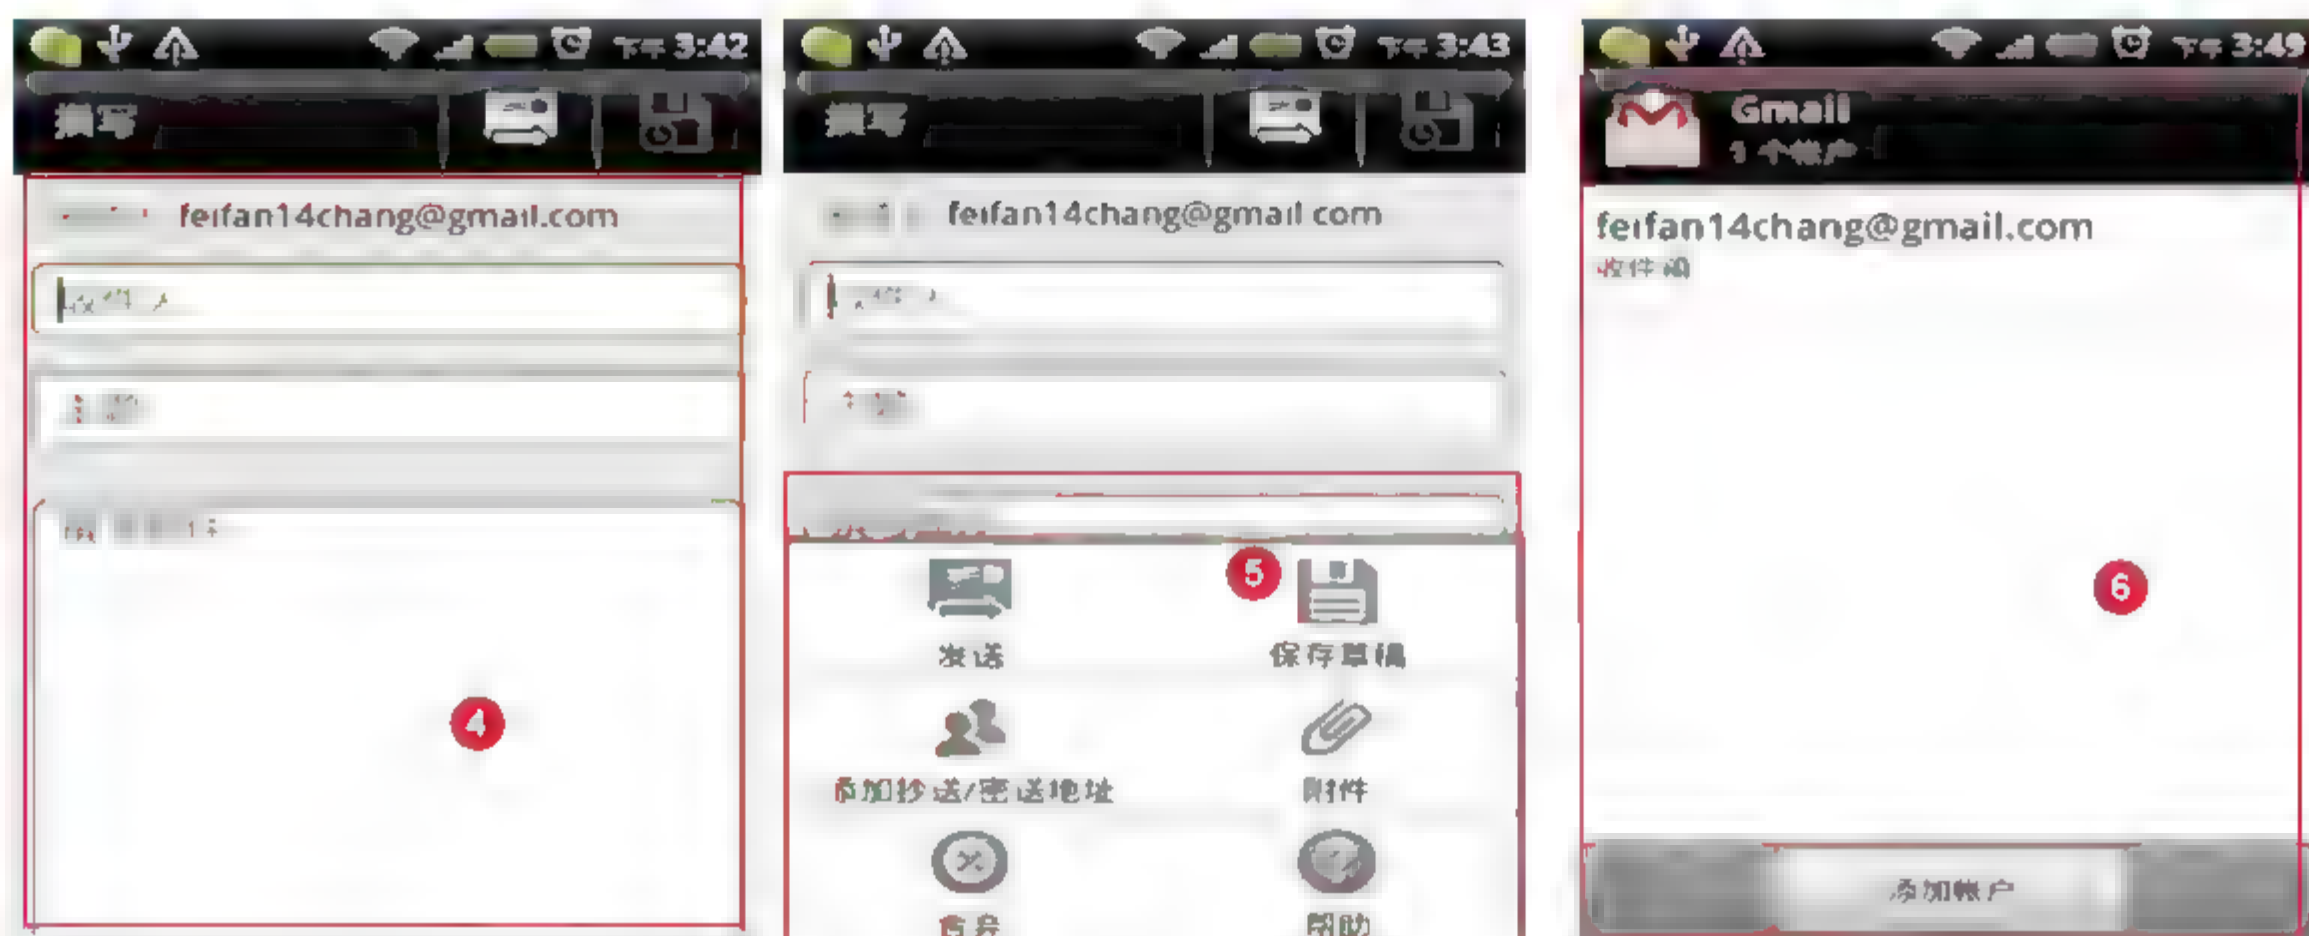 下午 3:42
撰写
feifan14chang@gmail.com
4
下午 3:43
撰写
feifan14chang@gmail.com
5
发送
保存草稿
添加抄送/密送地址
附件
帮助
下午 3:49
Gmail
1 个帐户
feifan14chang@gmail.com
收件箱
6
添加帐户